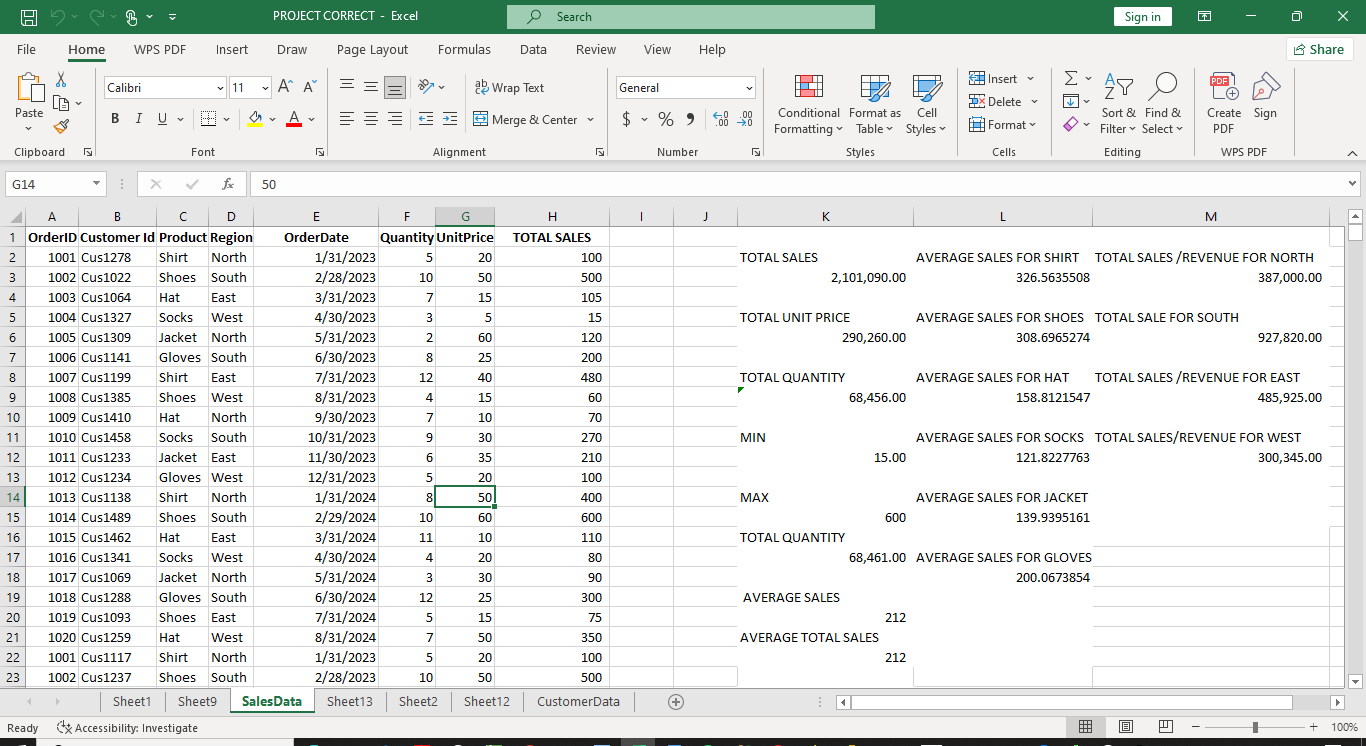 PROJECT CORRECT - Excel
Search
Sign in
File Home WPS PDF Insert Draw Page Layout Formulas Data Review View Help
Share
Calibri 11 Wrap Text General Insert
Paste B I U Merge & Center $ % Conditional Formatting Format as Table Cell Styles Delete Sort & Filter Find & Select Create PDF Sign
Format
Clipboard Font Alignment Number Styles Cells Editing WPS PDF
G14 fx 50
A B C D E F G H I J K L M
1 OrderID Customer Id Product Region OrderDate Quantity UnitPrice TOTAL SALES
2 1001 Cus1278 Shirt North 1/31/2023 5 20 100 TOTAL SALES AVERAGE SALES FOR SHIRT TOTAL SALES /REVENUE FOR NORTH
3 1002 Cus1022 Shoes South 2/28/2023 10 50 500 2,101,090.00 326.5635508 387,000.00
4 1003 Cus1064 Hat East 3/31/2023 7 15 105
5 1004 Cus1327 Socks West 4/30/2023 3 5 15 TOTAL UNIT PRICE AVERAGE SALES FOR SHOES TOTAL SALE FOR SOUTH
6 1005 Cus1309 Jacket North 5/31/2023 2 60 120 290,260.00 308.6965274 927,820.00
7 1006 Cus1141 Gloves South 6/30/2023 8 25 200
8 1007 Cus1199 Shirt East 7/31/2023 12 40 480 TOTAL QUANTITY AVERAGE SALES FOR HAT TOTAL SALES /REVENUE FOR EAST
9 1008 Cus1385 Shoes West 8/31/2023 4 15 60 68,456.00 158.8121547 485,925.00
10 1009 Cus1410 Hat North 9/30/2023 7 10 70
11 1010 Cus1458 Socks South 10/31/2023 9 30 270 MIN AVERAGE SALES FOR SOCKS TOTAL SALES/REVENUE FOR WEST
12 1011 Cus1233 Jacket East 11/30/2023 6 35 210 15.00 121.8227763 300,345.00
13 1012 Cus1234 Gloves West 12/31/2023 5 20 100
14 1013 Cus1138 Shirt North 1/31/2024 8 50 400 MAX AVERAGE SALES FOR JACKET
15 1014 Cus1489 Shoes South 2/29/2024 10 60 600 600 139.9395161
16 1015 Cus1462 Hat East 3/31/2024 11 10 110 TOTAL QUANTITY
17 1016 Cus1341 Socks West 4/30/2024 4 20 80 68,461.00 AVERAGE SALES FOR GLOVES
18 1017 Cus1069 Jacket North 5/31/2024 3 30 90 200.0673854
19 1018 Cus1288 Gloves South 6/30/2024 12 25 300 AVERAGE SALES
20 1019 Cus1093 Shoes East 7/31/2024 5 15 75 212
21 1020 Cus1259 Hat West 8/31/2024 7 50 350 AVERAGE TOTAL SALES
22 1001 Cus1117 Shirt North 1/31/2023 5 20 100 212
23 1002 Cus1237 Shoes South 2/28/2023 10 50 500
Sheet1 Sheet9 SalesData Sheet13 Sheet2 Sheet12 CustomerData
Ready Accessibility: Investigate 100%